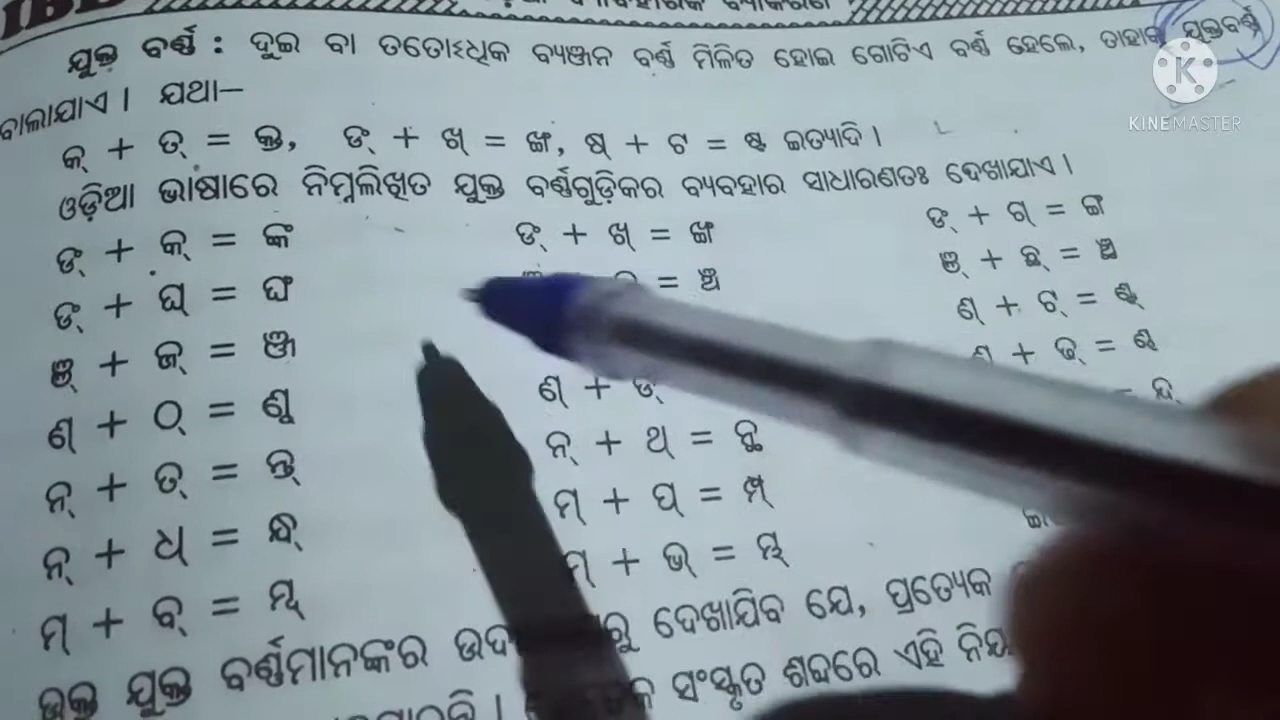 ଯୁକ୍ତ ବର୍ଣ୍ଣ : ଦୁଇ ବା ତତୋଽଧିକ ବ୍ୟଞ୍ଜନ ବର୍ଣ୍ଣ ମିଳିତ ହୋଇ ଗୋଟିଏ ବର୍ଣ୍ଣ ହେଲେ, ତାହାକୁ ଯୁକ୍ତବର୍ଣ୍ଣ
ବାଲାଯାଏ । ଯଥା–
KINEMASTER
କ୍ + ତ୍ = କ୍ତ, ଙ୍ + ଖ୍ = ଙ୍ଖ, ଷ୍ + ଟ = ଷ୍ଟ ଇତ୍ୟାଦି ।
ଓଡ଼ିଆ ଭାଷାରେ ନିମ୍ନଲିଖିତ ଯୁକ୍ତ ବର୍ଣ୍ଣଗୁଡ଼ିକର ବ୍ୟବହାର ସାଧାରଣତଃ ଦେଖାଯାଏ ।
ଙ୍ + କ୍ = ଙ୍କ ଙ୍ + ଖ୍ = ଙ୍ଖ ଙ୍ + ଗ୍ = ଙ୍ଗ
ଙ୍ + ଘ୍ = ଙ୍ଘ = ଞ୍ଚ ଞ୍ + ଛ୍ = ଞ୍ଛ
ଞ୍ + ଜ୍ = ଞ୍ଜ ଣ୍ + ଟ୍ = ଣ୍ଟ୍
ଣ୍ + ଠ୍ = ଣ୍ଠ ଣ୍ + ଡ୍ ଣ୍ + ଢ୍ = ଣ୍ଢ
ନ୍ + ତ୍ = ନ୍ତ୍ ନ୍ + ଥ୍ = ନ୍ଥ = ନ୍ଦ୍
ନ୍ + ଧ୍ = ନ୍ଧ୍ ମ୍ + ପ୍ = ମ୍ପ୍
ମ୍ + ବ୍ = ମ୍ବ୍ ମ୍ + ଭ୍ = ମ୍ଭ୍
ଉକ୍ତ ଯୁକ୍ତ ବର୍ଣ୍ଣମାନଙ୍କର ଦେଖାଯିବ ଯେ, ପ୍ରତ୍ୟେକ
ସଂସ୍କୃତ ଶବ୍ଦରେ ଏହି